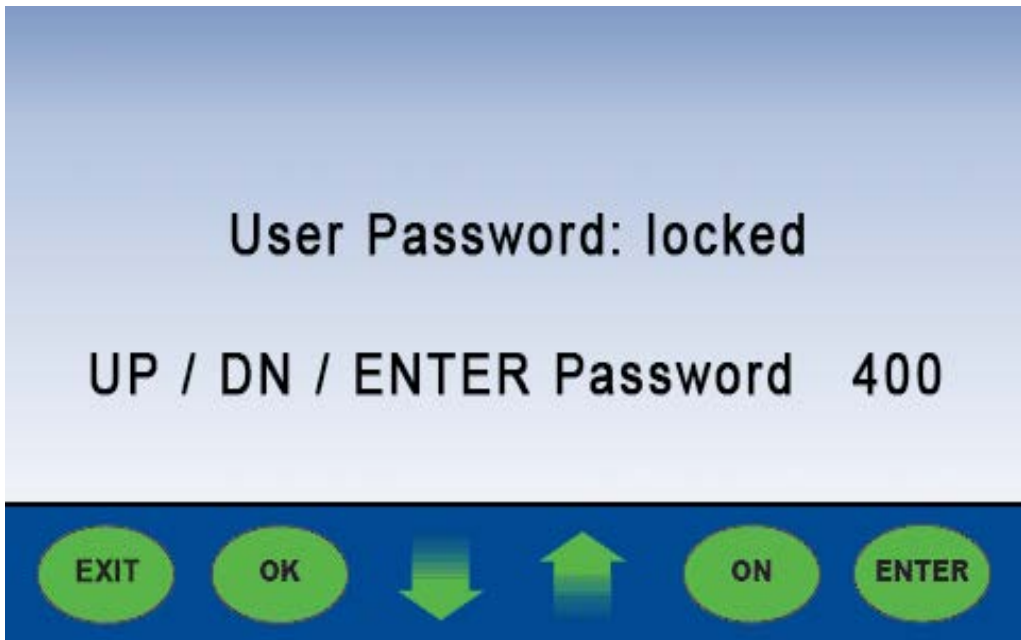 User Password: locked
UP / DN / ENTER Password 400
EXIT OK ON ENTER